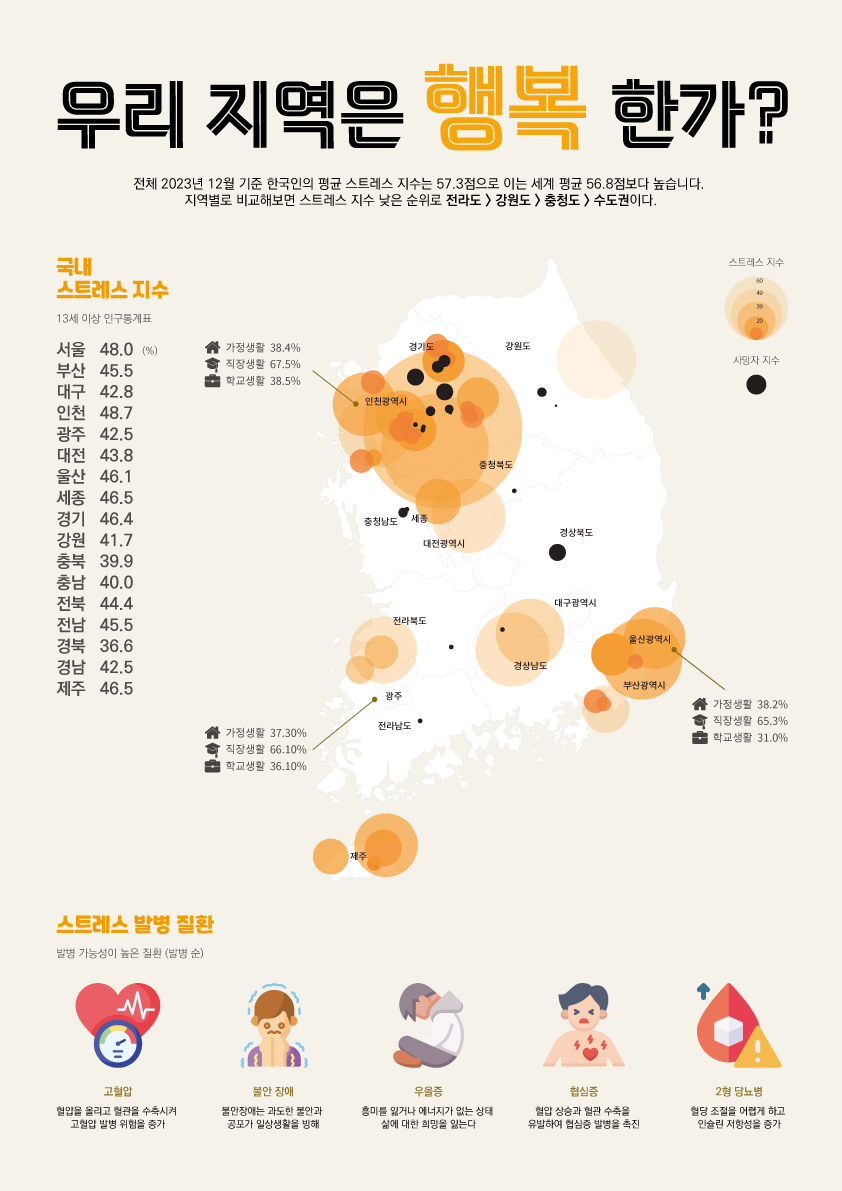 우리 지역은 행복 한가?
전체 2023년 12월 기준 한국인의 평균 스트레스 지수는 57.3점으로 이는 세계 평균 56.8점보다 높습니다.
지역별로 비교해보면 스트레스 지수 낮은 순위로 전라도 > 강원도 > 충청도 > 수도권이다.
국내
스트레스 지수
13세 이상 인구통계표
서울 48.0 (%)
부산 45.5
대구 42.8
인천 48.7
광주 42.5
대전 43.8
울산 46.1
세종 46.5
경기 46.4
강원 41.7
충북 39.9
충남 40.0
전북 44.4
전남 45.5
경북 36.6
경남 42.5
제주 46.5
가정생활 38.4%
직장생활 67.5%
학교생활 38.5%
스트레스 지수
60
40
30
20
사망자 지수
경기도
강원도
인천광역시
충청북도
충청남도
세종
대전광역시
경상북도
대구광역시
전라북도
울산광역시
경상남도
부산광역시
광주
전라남도
제주
가정생활 38.2%
직장생활 65.3%
학교생활 31.0%
가정생활 37.30%
직장생활 66.10%
학교생활 36.10%
스트레스 발병 질환
발병 가능성이 높은 질환 (발병 순)
고혈압
혈압을 올리고 혈관을 수축시켜
고혈압 발병 위험을 증가
불안 장애
불안장애는 과도한 불안과
공포가 일상생활을 방해
우울증
흥미를 잃거나 에너지가 없는 상태
삶에 대한 희망을 잃는다
협심증
혈압 상승과 혈관 수축을
유발하여 협심증 발병을 촉진
2형 당뇨병
혈당 조절을 어렵게 하고
인슐린 저항성을 증가